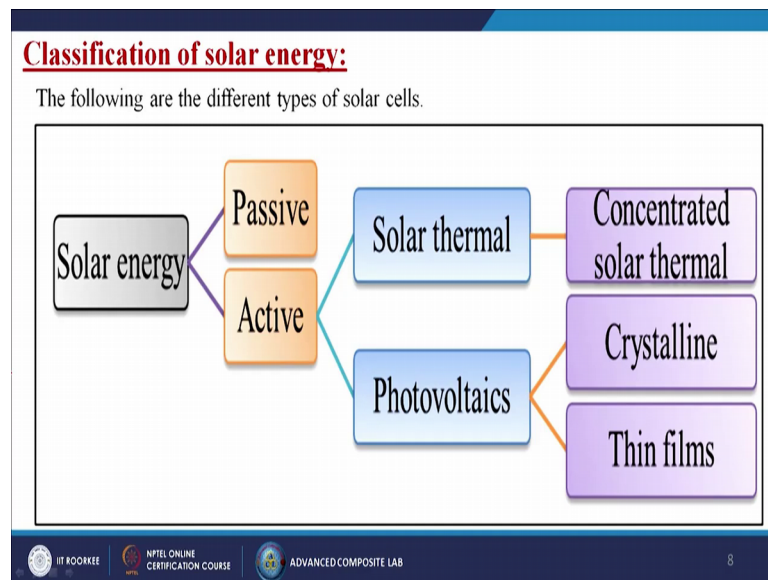 Classification of solar energy:
The following are the different types of solar cells.
Solar energy
Passive
Active
Solar thermal
Photovoltaics
Concentrated
solar thermal
Crystalline
Thin films
IIT ROORKEE
NPTEL ONLINE
CERTIFICATION COURSE
ADVANCED COMPOSITE LAB
8